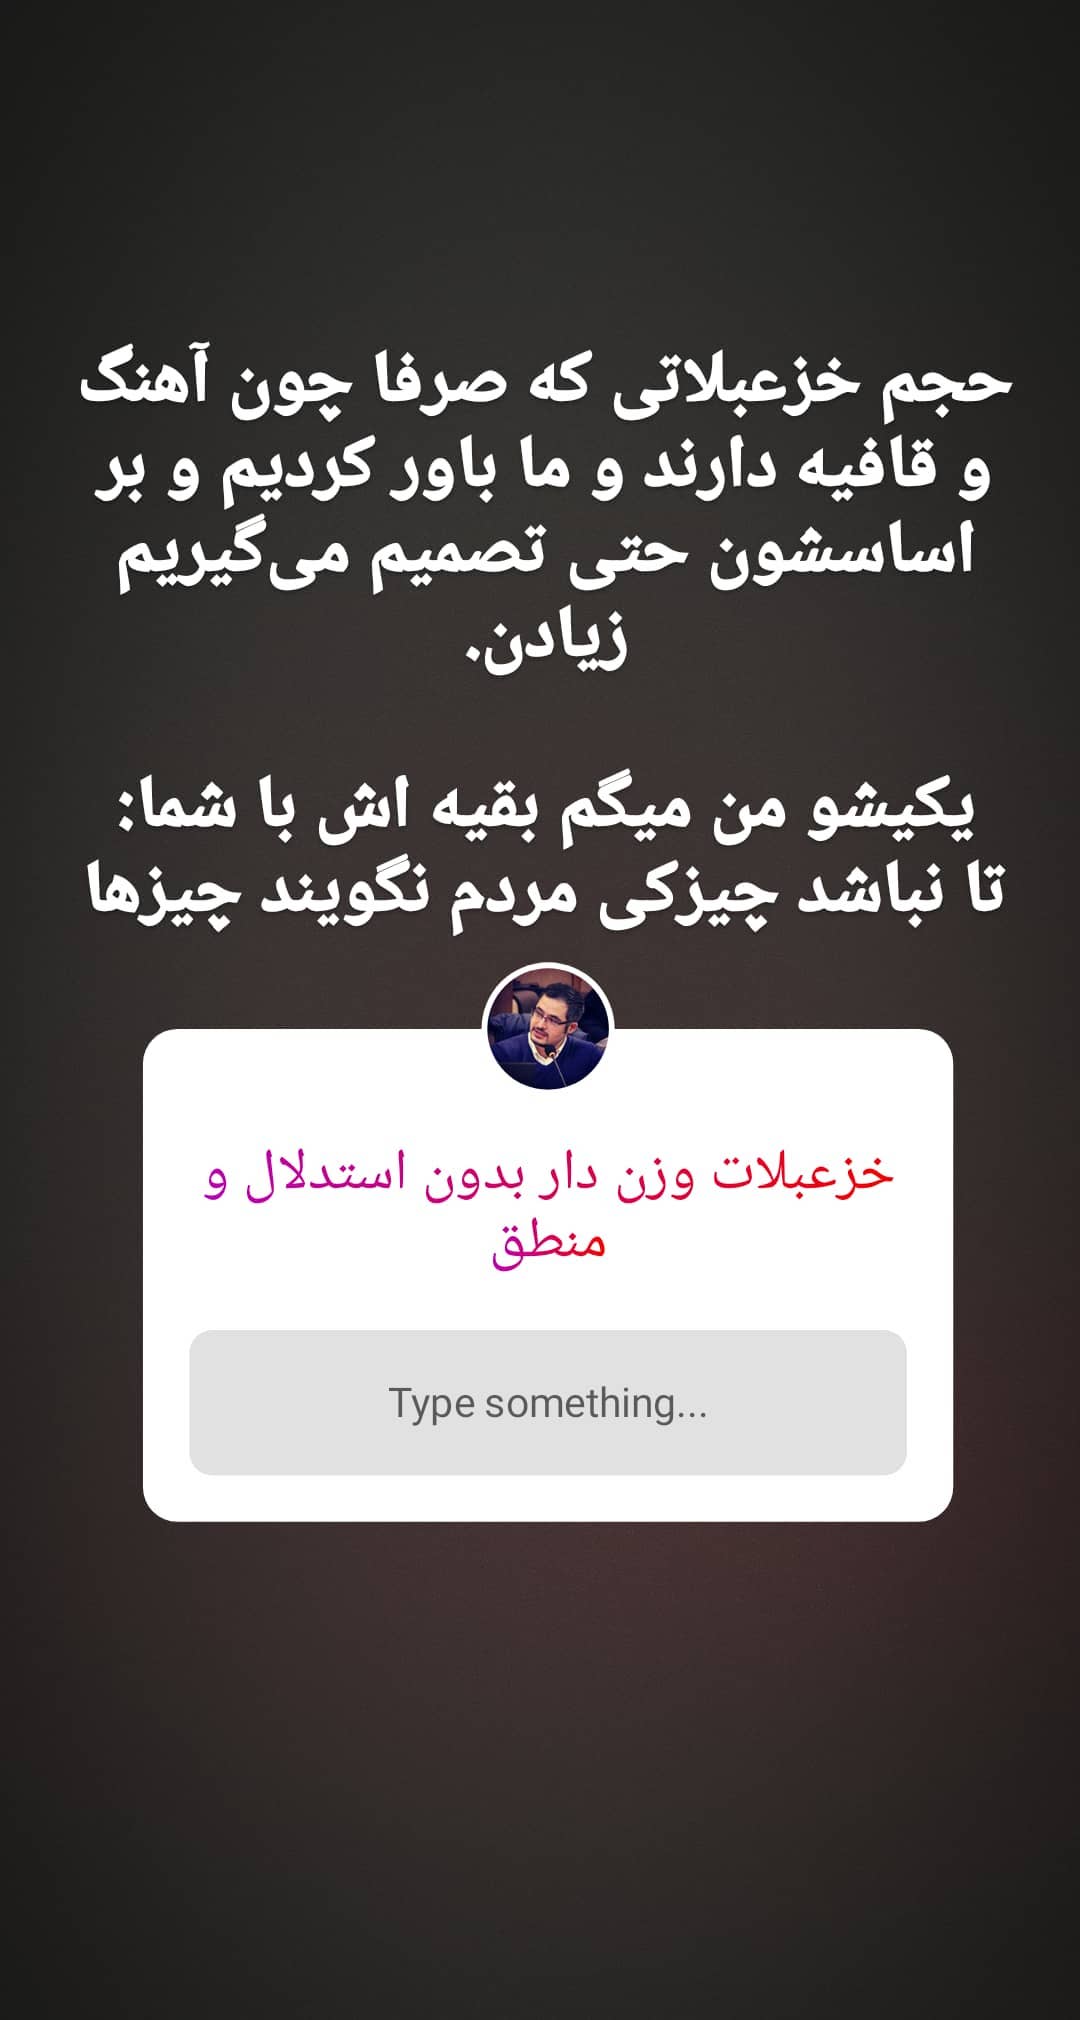 حجم خزعبلاتی که صرفا چون آهنگ
و قافیه دارند و ما باور کردیم و بر
اساسشون حتی تصمیم می‌گیریم
زیادن.
یکیشو من میگم بقیه اش با شما:
تا نباشد چیزکی مردم نگویند چیزها
خزعبلات وزن دار بدون استدلال و
منطق
Type something...